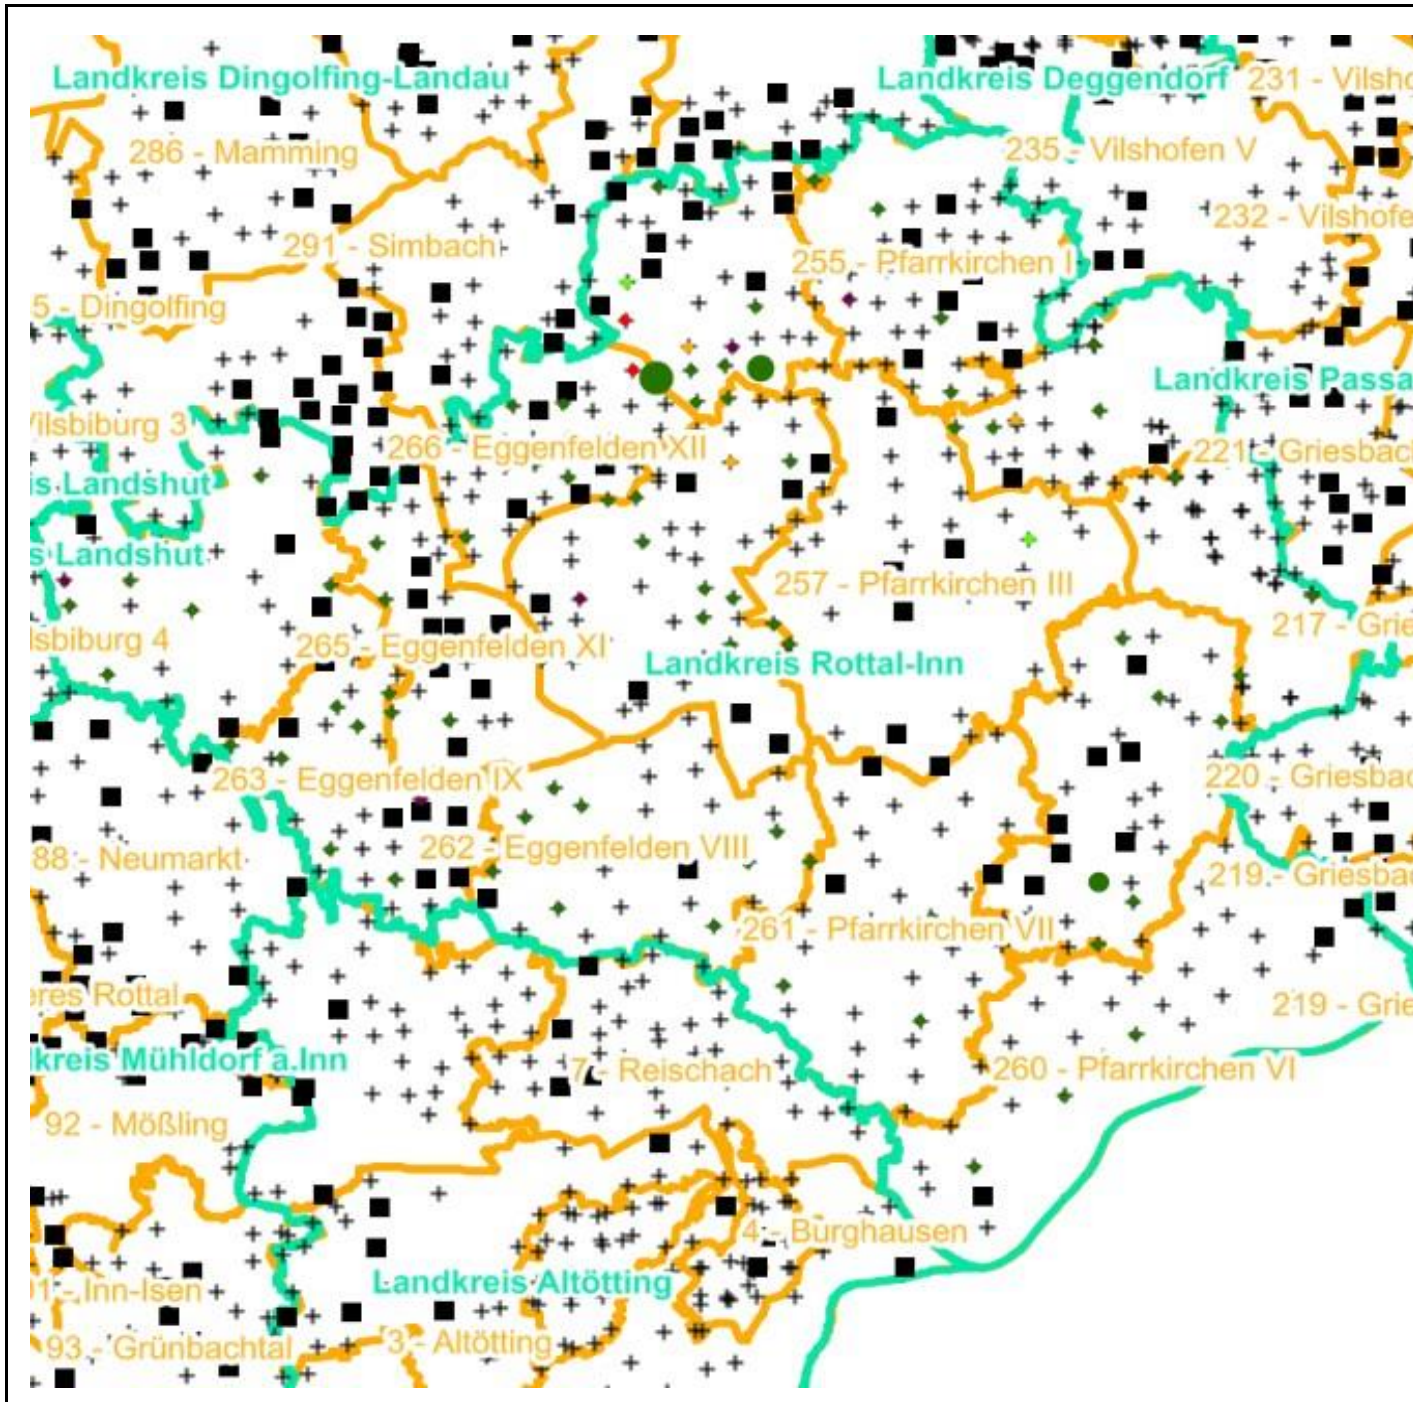 Landkreis Dingolfing-Landau
Landkreis Deggendorf
231 - Vilsho
286 - Mamming
235 - Vilshofen V
232 - Vilshofe
291 - Simbach
255 - Pfarrkirchen I
5 - Dingolfing
Landkreis Passa
Vilsbiburg 3
266 - Eggenfelden XII
221 - Griesbach
is Landshut
s Landshut
257 - Pfarrkirchen III
217 - Grie
lsbiburg 4
265 - Eggenfelden XI
Landkreis Rottal-Inn
263 - Eggenfelden IX
220 - Griesbac
262 - Eggenfelden VIII
88 - Neumarkt
219 - Griesbac
261 - Pfarrkirchen VII
eres Rottal
219 - Grie
lkreis Mühldorf a.Inn
7 - Reischach
260 - Pfarrkirchen VI
92 - Mößling
4 - Burghausen
Landkreis Altötting
1 - Inn-Isen
93 - Grünbachtal
3 - Altötting